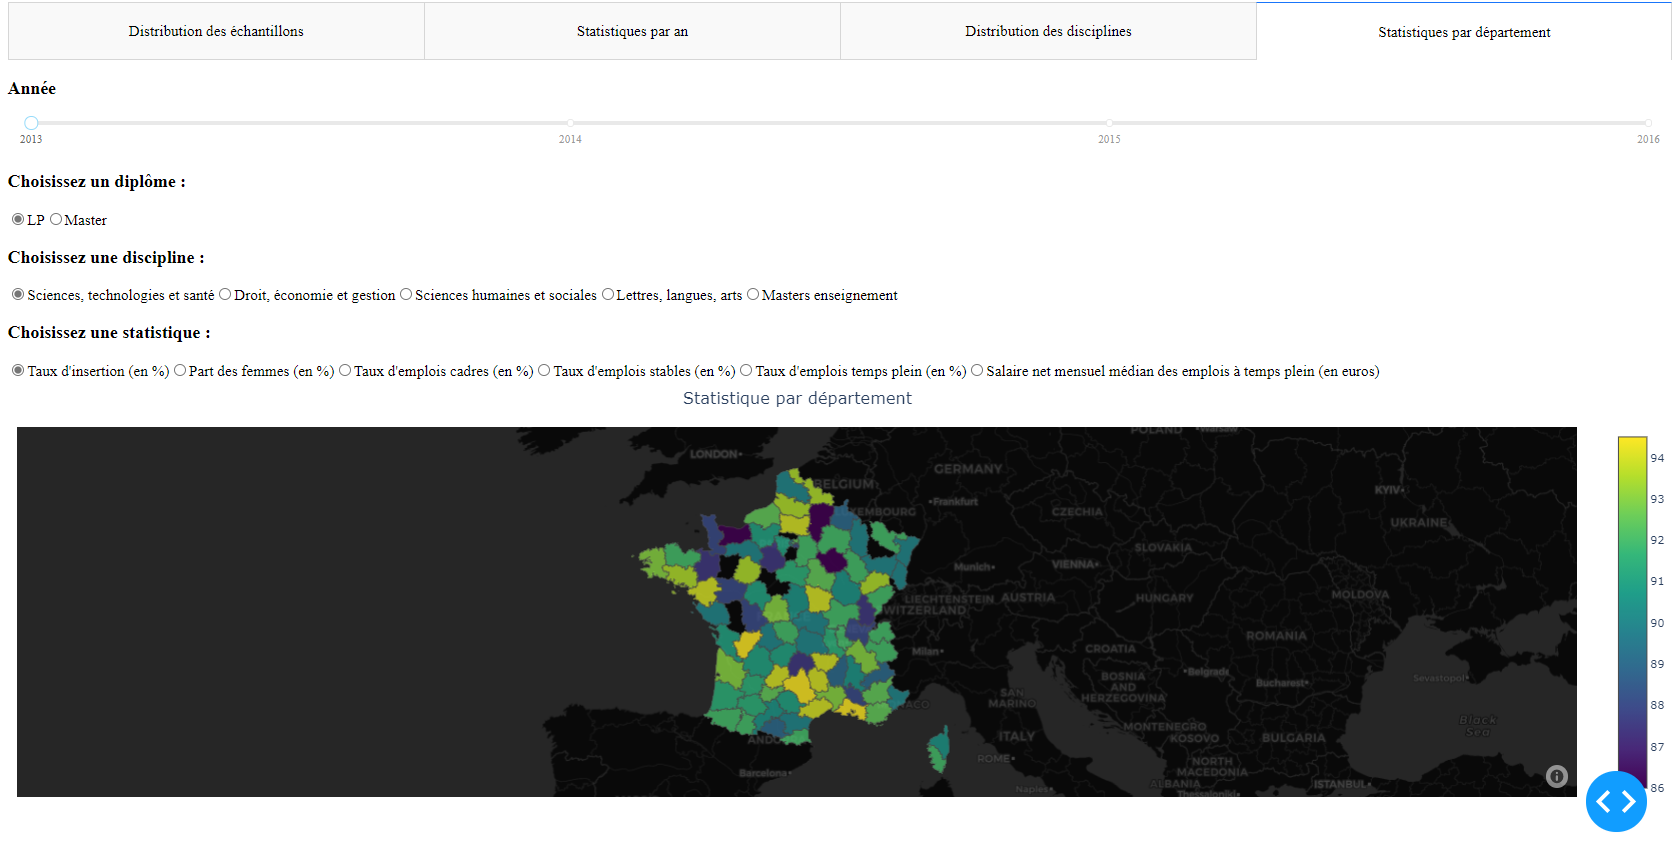 Distribution des échantillons
Statistiques par an
Distribution des disciplines
Statistiques par département
Année
2013
2014
2015
2016
Choisissez un diplôme :
LP Master
Choisissez une discipline :
Sciences, technologies et santé Droit, économie et gestion Sciences humaines et sociales Lettres, langues, arts Masters enseignement
Choisissez une statistique :
Taux d'insertion (en %) Part des femmes (en %) Taux d'emplois cadres (en %) Taux d'emplois stables (en %) Taux d'emplois temps plein (en %) Salaire net mensuel médian des emplois à temps plein (en euros)
Statistique par département
POLAND
LONDON
GERMANY
BELGIUM
KYIV
Frankfurt
EMBOURG
CZECHIA
UKRAINE
SLOVAKIA
Munich
VIENNA
LIECHTENSTEIN
AUSTRIA
HUNGARY
MOLDOVA
WITZERLAND
ROMANIA
Milan
CROATIA
BOSNIA
AND
HERZEGOVINA
Belgrade
Bucharest
Sevastopol
SAN
MARINO
ACO
MONTENEGRO
KOSOVO
Black
Sea
BULGARIA
ITALY
ANDO
ROME
NORTH
MACEDONIA
Barcelona
ALBANIA
ISTANBUL
Naples
Thessaloniki
94
93
92
91
90
89
88
87
86